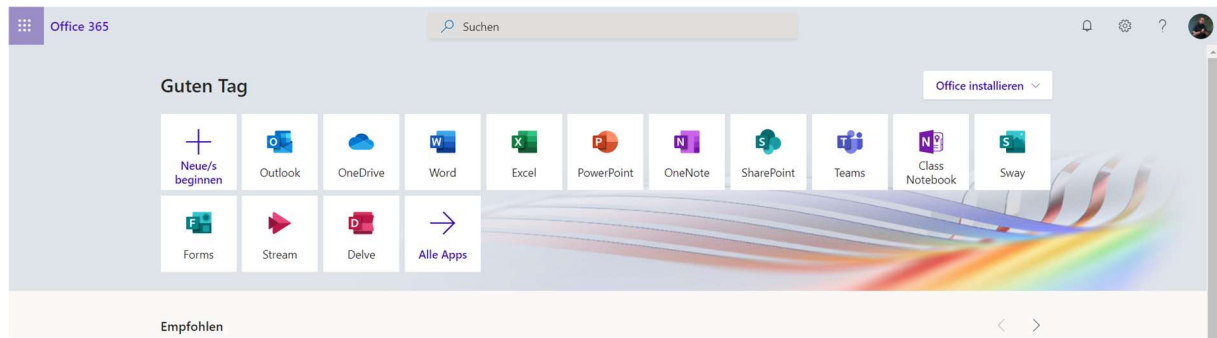 Office 365
Suchen
?
Guten Tag
Office installieren
Neue/s
beginnen
Outlook
OneDrive
Word
Excel
PowerPoint
OneNote
SharePoint
Teams
Class
Notebook
Sway
Forms
Stream
Delve
Alle Apps
Empfohlen